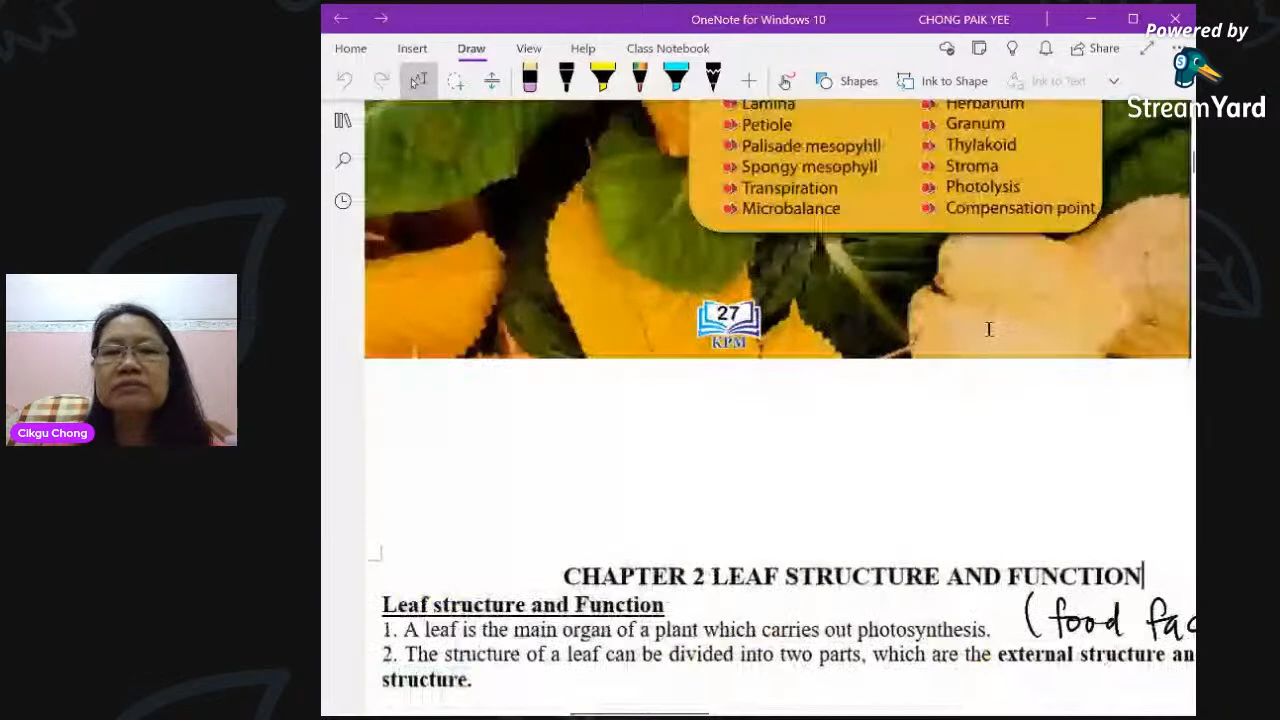 OneNote for Windows 10
CHONG PAIK YEE
Powered by
StreamYard
Home Insert Draw View Help Class Notebook
Share
Shapes
Ink to Shape
Ink to Text
Lamina
Petiole
Palisade mesopyhll
Spongy mesophyll
Transpiration
Microbalance
Herbarium
Granum
Thylakoid
Stroma
Photolysis
Compensation point
27
KPM
Cikgu Chong
CHAPTER 2 LEAF STRUCTURE AND FUNCTION
Leaf structure and Function
1. A leaf is the main organ of a plant which carries out photosynthesis. (food fac
2. The structure of a leaf can be divided into two parts, which are the external structure an
structure.